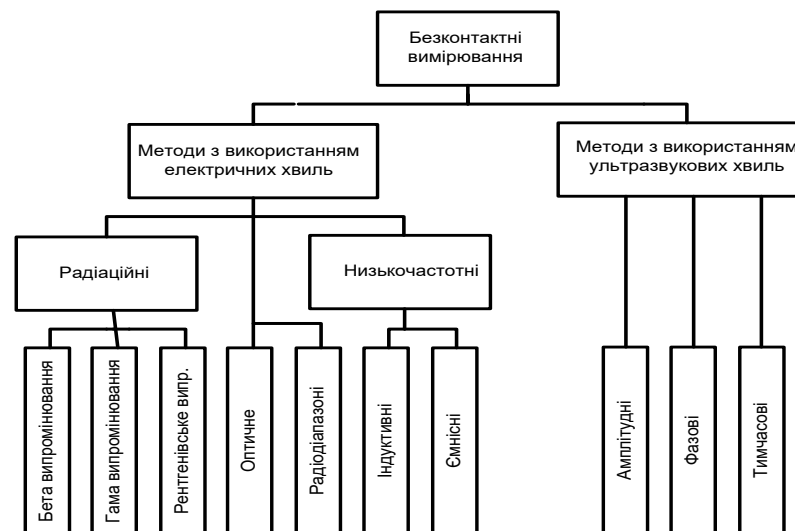 Безконтактні
вимірювання
Методи з використанням
електричних хвиль
Методи з використанням
ультразвукових хвиль
Радіаційні
Низькочастотні
Бета випромінювання
Гама випромінювання
Рентгенівське випр.
Оптичне
Радіодіапазоні
Індуктивні
Ємнісні
Амплітудні
Фазові
Тимчасові